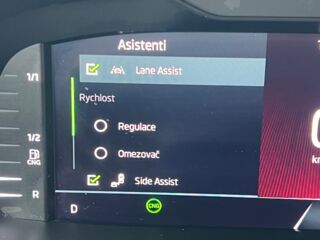 Asistenti
1/1
Lane Assist
Rychlost
Regulace
1/2
CNG
Omezovač
R
Side Assist
D
CNG